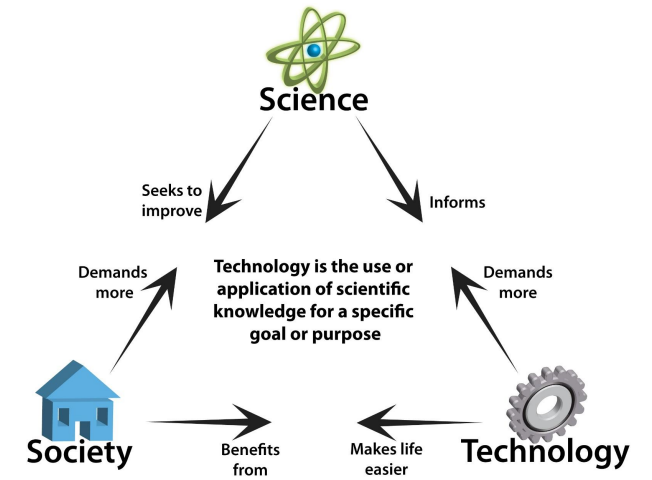 Science
Seeks to
improve
Informs
Demands
more
Technology is the use or
application of scientific
knowledge for a specific
goal or purpose
Demands
more
Society
Benefits
from
Makes life
easier
Technology